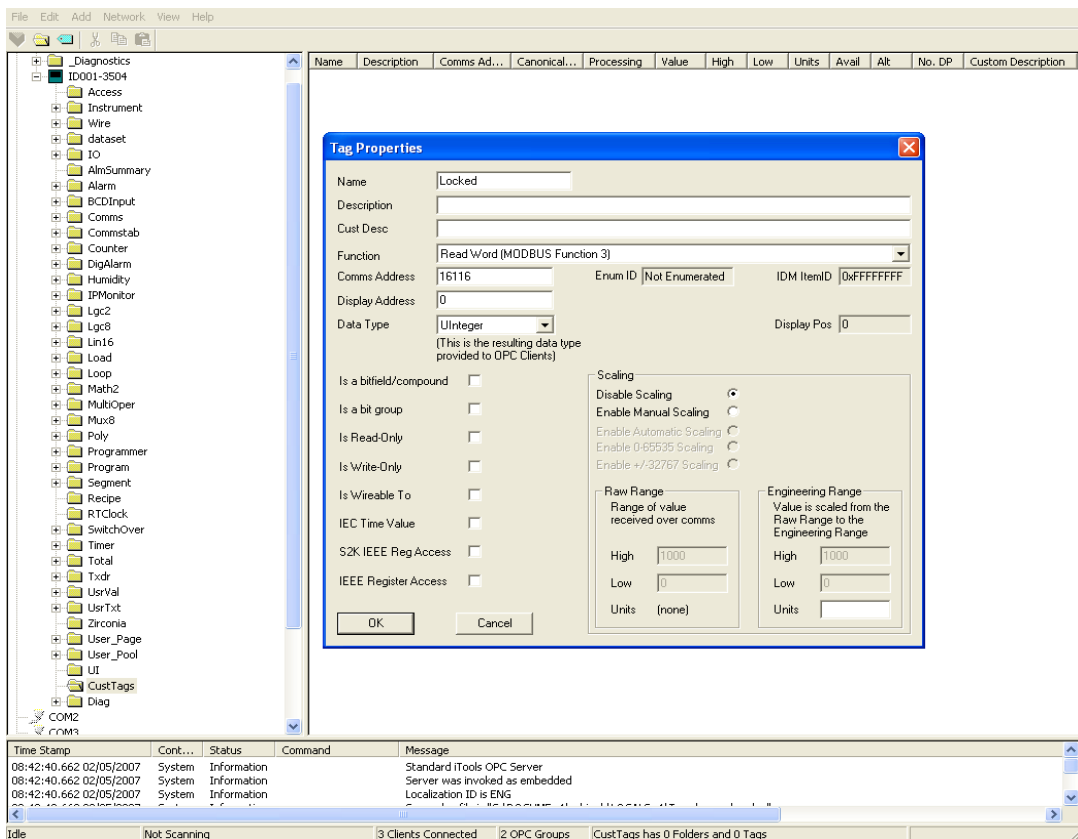 File Edit Add Network View Help
_Diagnostics
ID001-3504
Access
Instrument
Wire
dataset
IO
AlmSummary
Alarm
BCDInput
Comms
Commstab
Counter
DigAlarm
Humidity
IPMonitor
Lgc2
Lgc8
Lin16
Load
Loop
Math2
MultiOper
Mux8
Poly
Programmer
Program
Segment
Recipe
RTClock
SwitchOver
Timer
Total
Txdr
UsrVal
UsrTxt
Zirconia
User_Page
User_Pool
UI
CustTags
Diag
COM2
COM3
Name Description Comms Ad... Canonical... Processing Value High Low Units Avail Alt No. DP Custom Description
Tag Properties
Name Locked
Description
Cust Desc
Function Read Word (MODBUS Function 3)
Comms Address 16116 Enum ID Not Enumerated IDM ItemID 0xFFFFFFFF
Display Address 0
Data Type UInteger Display Pos 0
(This is the resulting data type
provided to OPC Clients)
Is a bitfield/compound
Is a bit group
Is Read-Only
Is Write-Only
Is Wireable To
IEC Time Value
S2K IEEE Reg Access
IEEE Register Access
OK Cancel
Scaling
Disable Scaling
Enable Manual Scaling
Enable Automatic Scaling
Enable 0-65535 Scaling
Enable +/-32767 Scaling
Raw Range
Range of value
received over comms
High 1000
Low 0
Units (none)
Engineering Range
Value is scaled from the
Raw Range to the
Engineering Range
High 1000
Low 0
Units
Time Stamp Cont... Status Command Message
08:42:40.662 02/05/2007 System Information Standard iTools OPC Server
08:42:40.662 02/05/2007 System Information Server was invoked as embedded
08:42:40.662 02/05/2007 System Information Localization ID is ENG
Idle Not Scanning 3 Clients Connected 2 OPC Groups CustTags has 0 Folders and 0 Tags